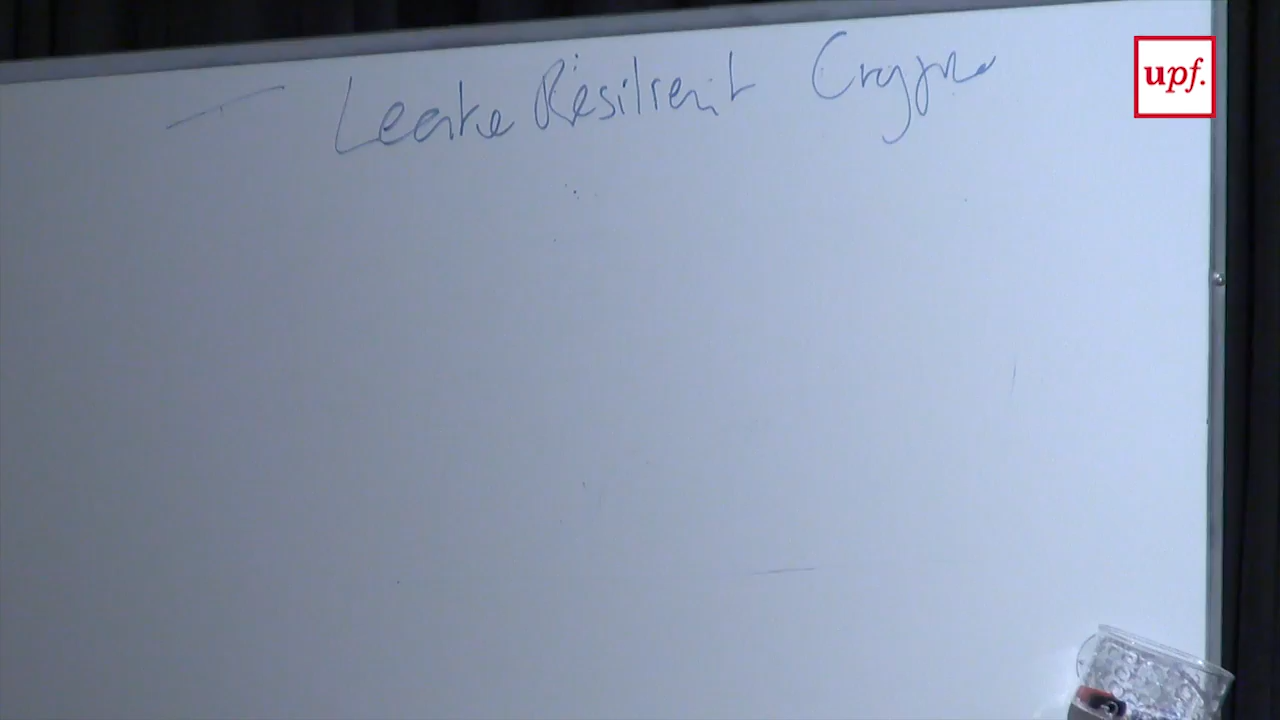 — Leake Resilient Crypto
upf.